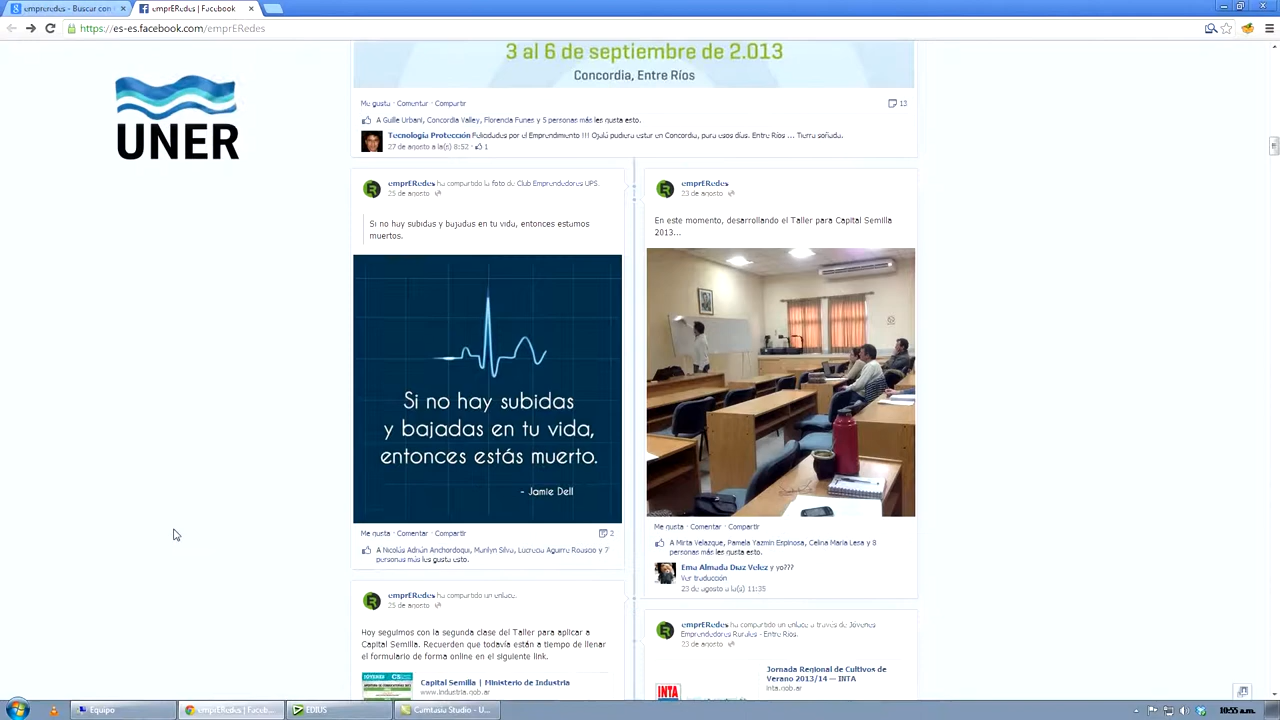 empreredes - Buscar con
emprERedes | Facebook
https://es-es.facebook.com/emprERedes
UNER
3 al 6 de septiembre de 2.013
Concordia, Entre Ríos
Me gusta · Comentar · Compartir
13
A Guille Urbani, Concordia Valley, Florencia Funes y 5 personas más les gusta esto.
Tecnología Protección Felicidades por el Emprendimiento !!! Ojalá pudiera estar en Concordia, para esos días. Entre Ríos ... Tierra soñada.
27 de agosto a la(s) 8:52 · 1
emprERedes ha compartido la foto de Club Emprendedores UPS.
25 de agosto
Si no hay subidas y bajadas en tu vida, entonces estamos
muertos.
Si no hay subidas
y bajadas en tu vida,
entonces estás muerto.
- Jamie Dell
Me gusta · Comentar · Compartir
2
A Nicolás Adrián Anchordoqui, Murilyn Silva, Lucrecia Aguirre Roascio y 7
personas más les gusta esto.
emprERedes ha compartido un enlace.
25 de agosto
Hoy seguimos con la segunda clase del Taller para aplicar a
Capital Semilla. Recuerden que todavía están a tiempo de llenar
el formulario de forma online en el siguiente link.
Capital Semilla | Ministerio de Industria
www.industria.gob.ar
emprERedes
23 de agosto
En este momento, desarrollando el Taller para Capital Semilla
2013...
Me gusta · Comentar · Compartir
A Mirta Velazque, Pamela Yazmin Espinosa, Celina Maria Lesa y 8
personas más les gusta esto.
Ema Almada Diaz Velez y yo???
Ver traducción
23 de agosto a la(s) 11:35
emprERedes ha compartido un enlace a través de Jóvenes
Emprendedores Rurales - Entre Ríos.
23 de agosto
Jornada Regional de Cultivos de
Verano 2013/14 — INTA
inta.gob.ar
INTA
Equipo
emprERedes | Faceb...
EDIUS
Camtasia Studio - U...
10:55 a.m.